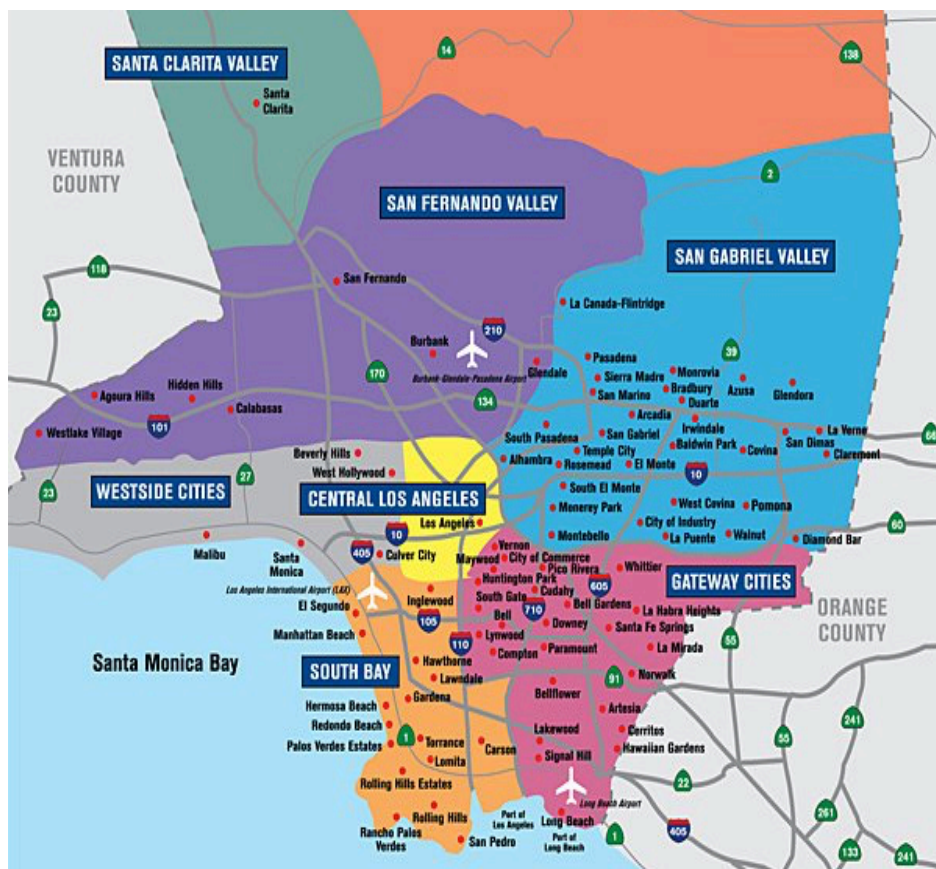 14
138
SANTA CLARITA VALLEY
Santa
Clarita
VENTURA
COUNTY
2
SAN FERNANDO VALLEY
SAN GABRIEL VALLEY
118
San Fernando
23
La Canada-Flintridge
210
Burbank
39
Pasadena
Glendale
170
Burbank-Glendale-Pasadena Airport
Monrovia
Sierra Madre
Bradbury
Azusa
Glendora
Hidden Hills
Agoura Hills
134
San Marino
Duarte
Calabasas
Arcadia
101
Irwindale
Westlake Village
South Pasadena
San Gabriel
La Verne
66
San Dimas
Baldwin Park
Beverly Hills
Temple City
Covina
Claremont
Alhambra
Rosemead
El Monte
West Hollywood
27
10
WESTSIDE CITIES
23
CENTRAL LOS ANGELES
South El Monte
West Covina
Pomona
Monerey Park
Los Angeles
City of Industry
60
10
Montebello
La Puente
Walnut
Diamond Bar
Malibu
Santa
Monica
405
Culver City
Vernon
Maywood
City of Commerce
Pico Rivera
Whittier
GATEWAY CITIES
Huntington Park
Los Angeles International Airport (LAX)
Inglewood
Cudahy
605
South Gate
Bell Gardens
El Segundo
710
La Habra Heights
ORANGE
COUNTY
105
Bell
Downey
Santa Fe Springs
Manhattan Beach
Lynwood
55
110
Compton
Paramount
La Mirada
Santa Monica Bay
SOUTH BAY
Hawthorne
Lawndale
91
Norwalk
Bellflower
Gardena
Hermosa Beach
Artesia
241
Redondo Beach
Lakewood
Cerritos
1
Torrance
Carson
55
Palos Verdes Estates
Hawaiian Gardens
Lomita
Signal Hill
Rolling Hills Estates
22
Long Beach Airport
Rolling Hills
Port of
Los Angeles
Long Beach
261
Rancho Palos
Verdes
San Pedro
Port of
Long Beach
1
405
133
241